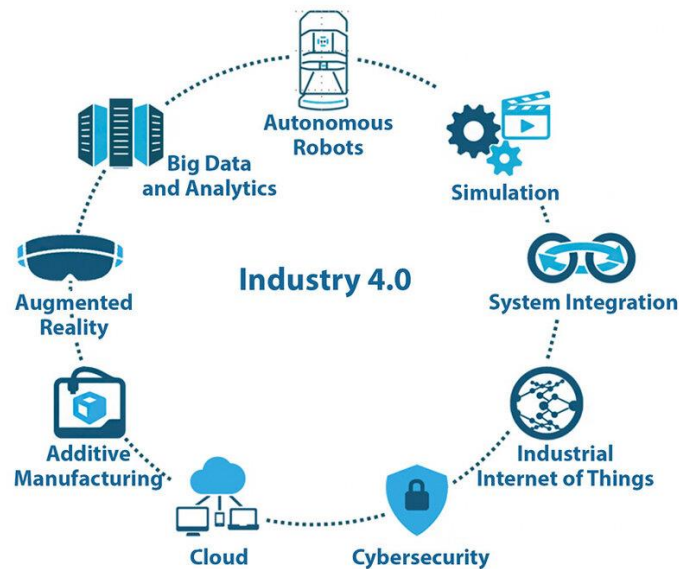 Autonomous
Robots
Big Data
and Analytics
Simulation
Augmented
Reality
Industry 4.0
System Integration
Additive
Manufacturing
Industrial
Internet of Things
Cloud
Cybersecurity